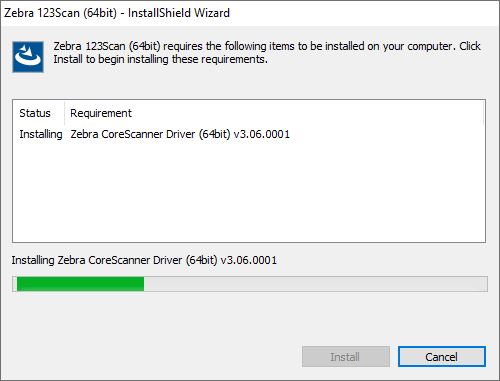 Zebra 123Scan (64bit) - InstallShield Wizard
Zebra 123Scan (64bit) requires the following items to be installed on your computer. Click
Install to begin installing these requirements.
Status Requirement
Installing Zebra CoreScanner Driver (64bit) v3.06.0001
Installing Zebra CoreScanner Driver (64bit) v3.06.0001
Install Cancel